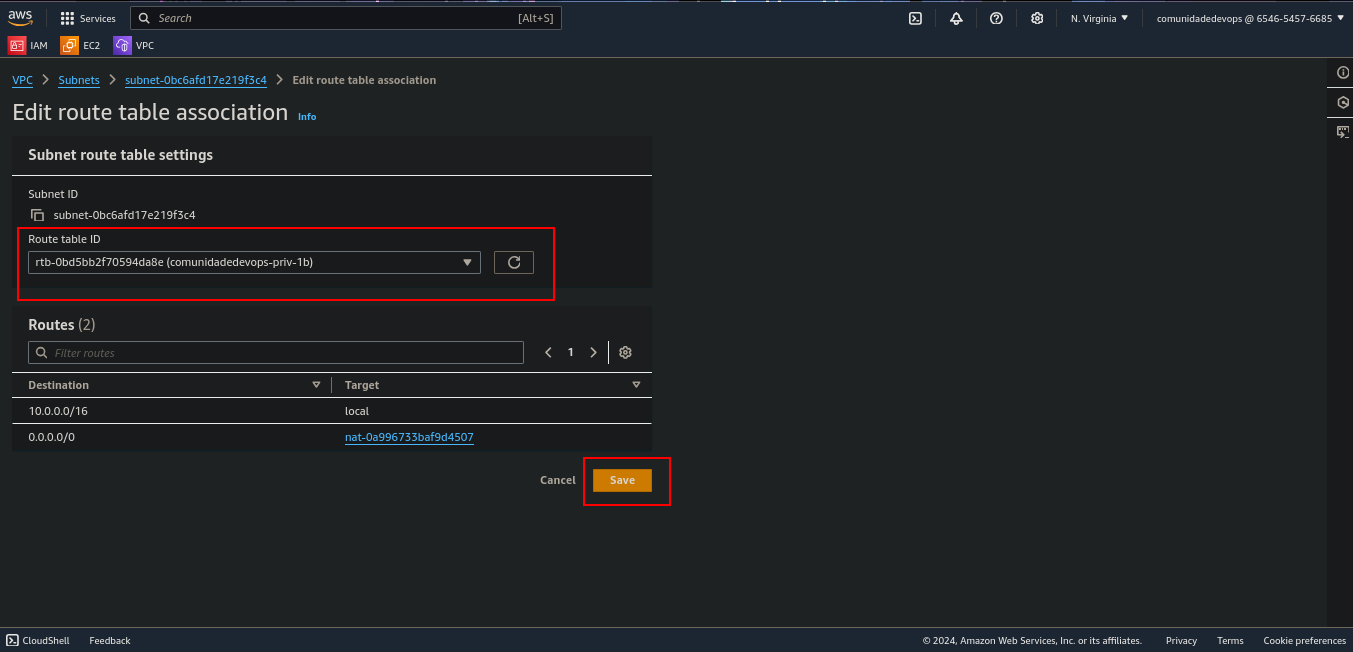 aws Services Search [Alt+S] N. Virginia comunidadedevops @ 6546-5457-6685
IAM EC2 VPC
VPC Subnets subnet-0bc6afd17e219f3c4 Edit route table association
Edit route table association Info
Subnet route table settings
Subnet ID
subnet-0bc6afd17e219f3c4
Route table ID
rtb-0bd5bb2f70594da8e (comunidadedevops-priv-1b)
Routes (2)
Filter routes 1
Destination Target
10.0.0.0/16 local
0.0.0.0/0 nat-0a996733baf9d4507
Cancel Save
CloudShell Feedback © 2024, Amazon Web Services, Inc. or its affiliates. Privacy Terms Cookie preferences